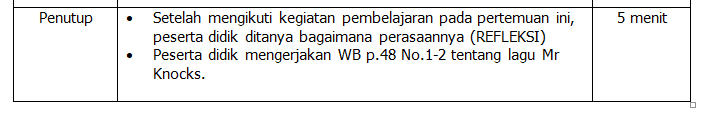 Penutup
• Setelah mengikuti kegiatan pembelajaran pada pertemuan ini,
peserta didik ditanya bagaimana perasaannya (REFLEKSI)
• Peserta didik mengerjakan WB p.48 No.1-2 tentang lagu Mr
Knocks.
5 menit